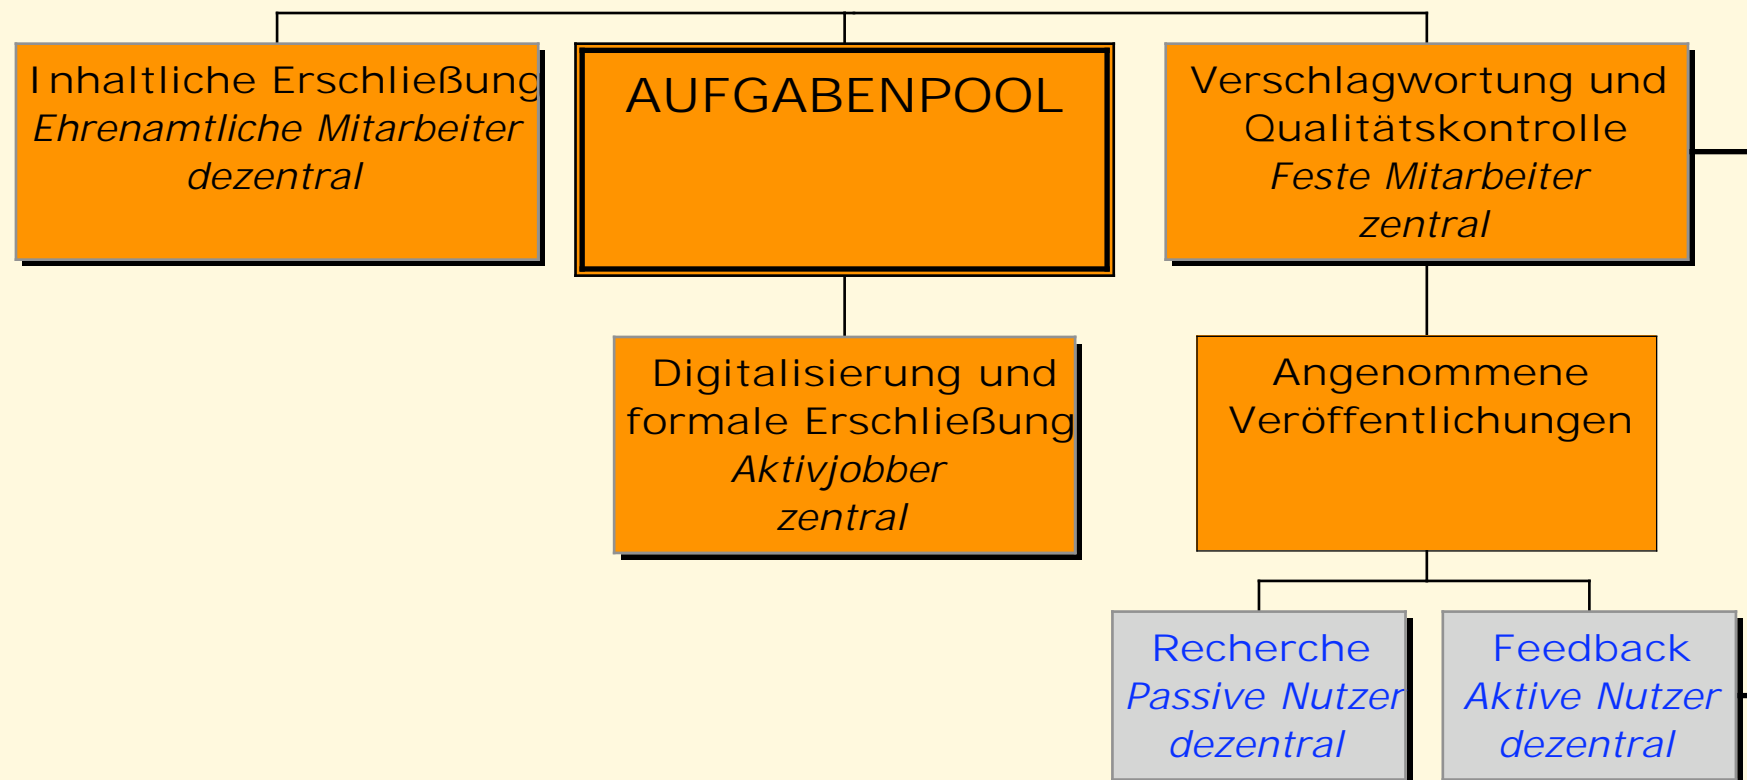 Inhaltliche Erschließung
Ehrenamtliche Mitarbeiter
dezentral
AUFGABENPOOL
Verschlagwortung und
Qualitätskontrolle
Feste Mitarbeiter
zentral
Digitalisierung und
formale Erschließung
Aktivjobber
zentral
Angenommene
Veröffentlichungen
Recherche
Passive Nutzer
dezentral
Feedback
Aktive Nutzer
dezentral